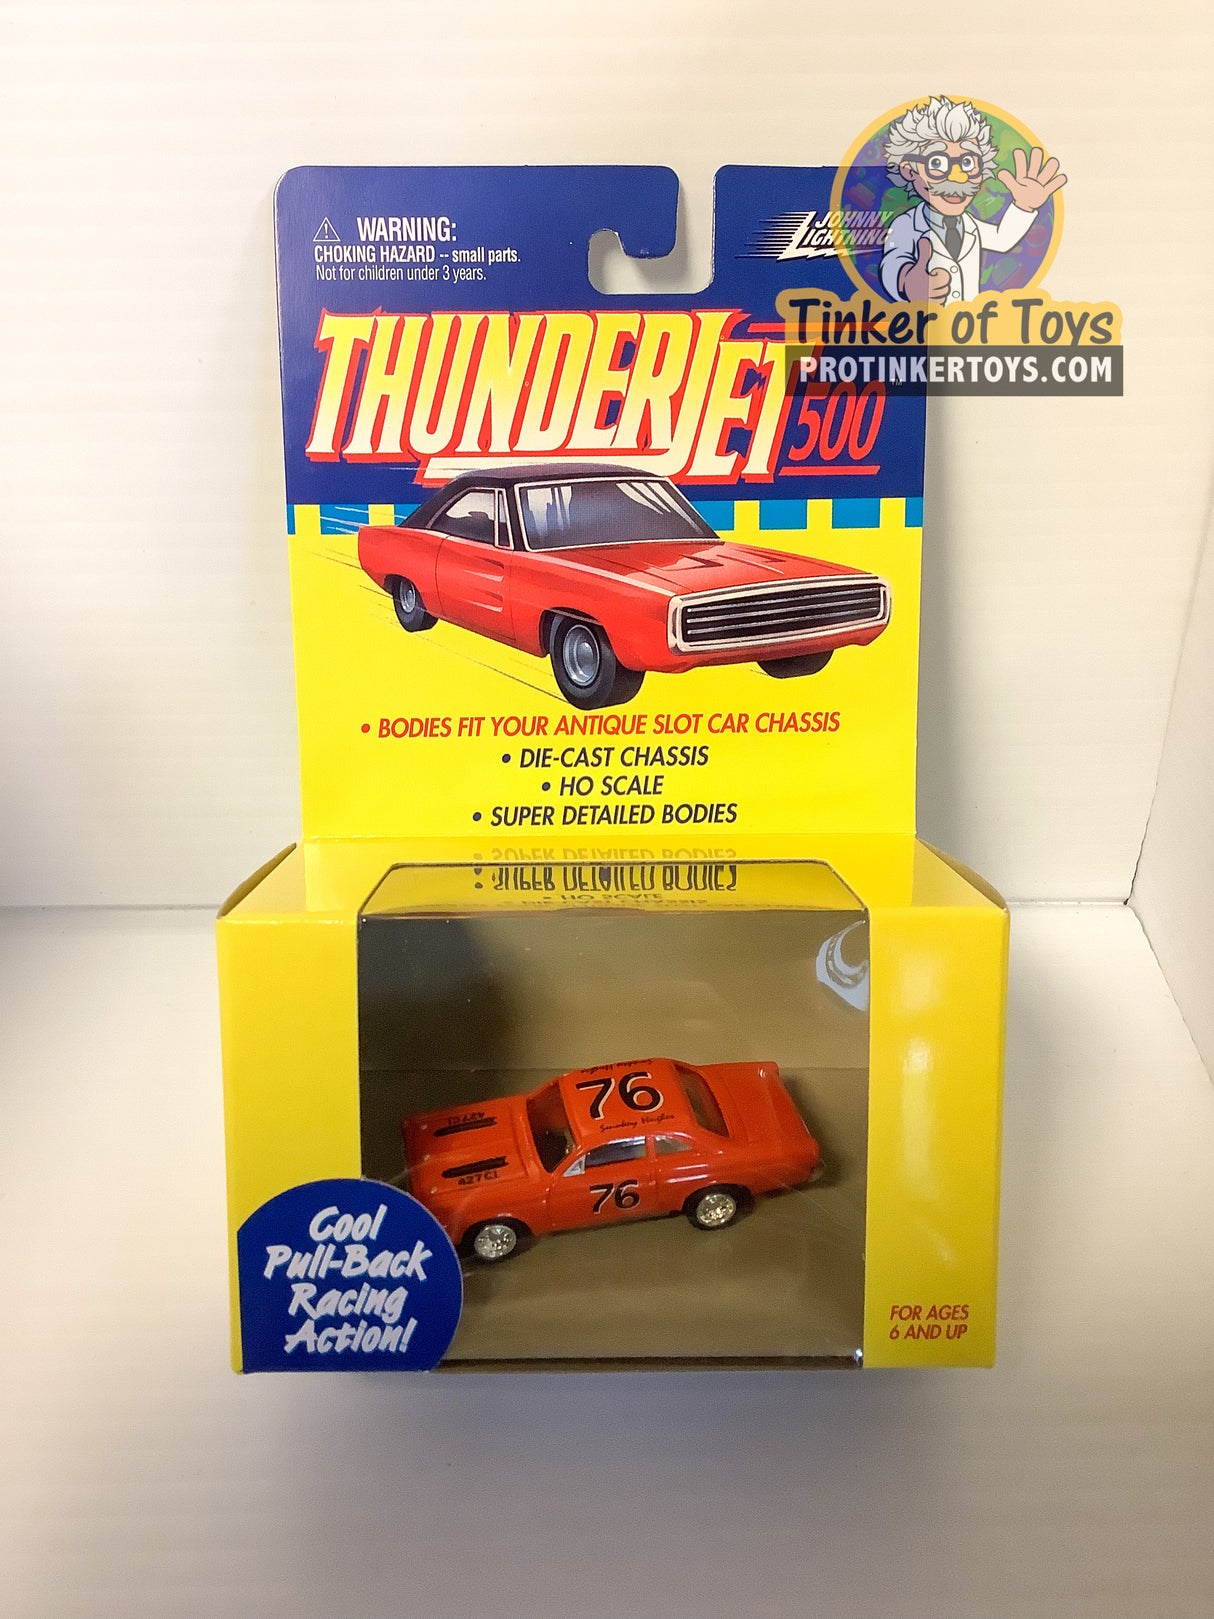 WARNING:
CHOKING HAZARD -- small parts.
Not for children under 3 years.
JOHNNY
LIGHTNING
Tinker of Toys
PROTINKERTOYS.COM
THUNDERJET
500
• BODIES FIT YOUR ANTIQUE SLOT CAR CHASSIS
• DIE-CAST CHASSIS
• HO SCALE
• SUPER DETAILED BODIES
76
427CI
427CI
76
Cool
Pull-Back
Racing
Action!
FOR AGES
6 AND UP